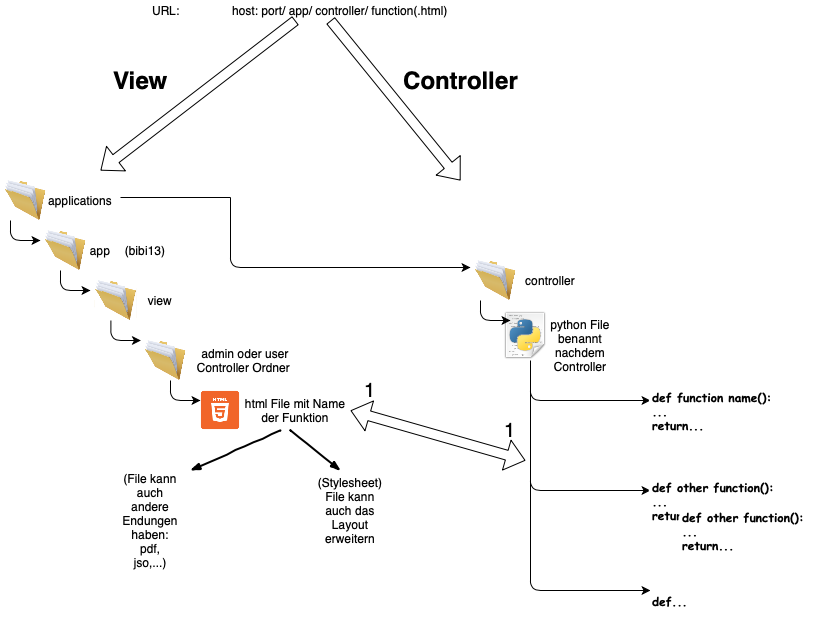 URL: host: port/ app/ controller/ function(.html)
View
Controller
applications
app (bibi13)
controller
view
python File
benannt
nachdem
Controller
admin oder user
Controller Ordner
HTML
5
html File mit Name
der Funktion
1
1
def function name():
...
return...
(File kann
auch
andere
Endungen
haben:
pdf,
jso,...)
(Stylesheet)
File kann
auch das
Layout
erweitern
def other function():
...
retur
def other function():
...
return...
def...